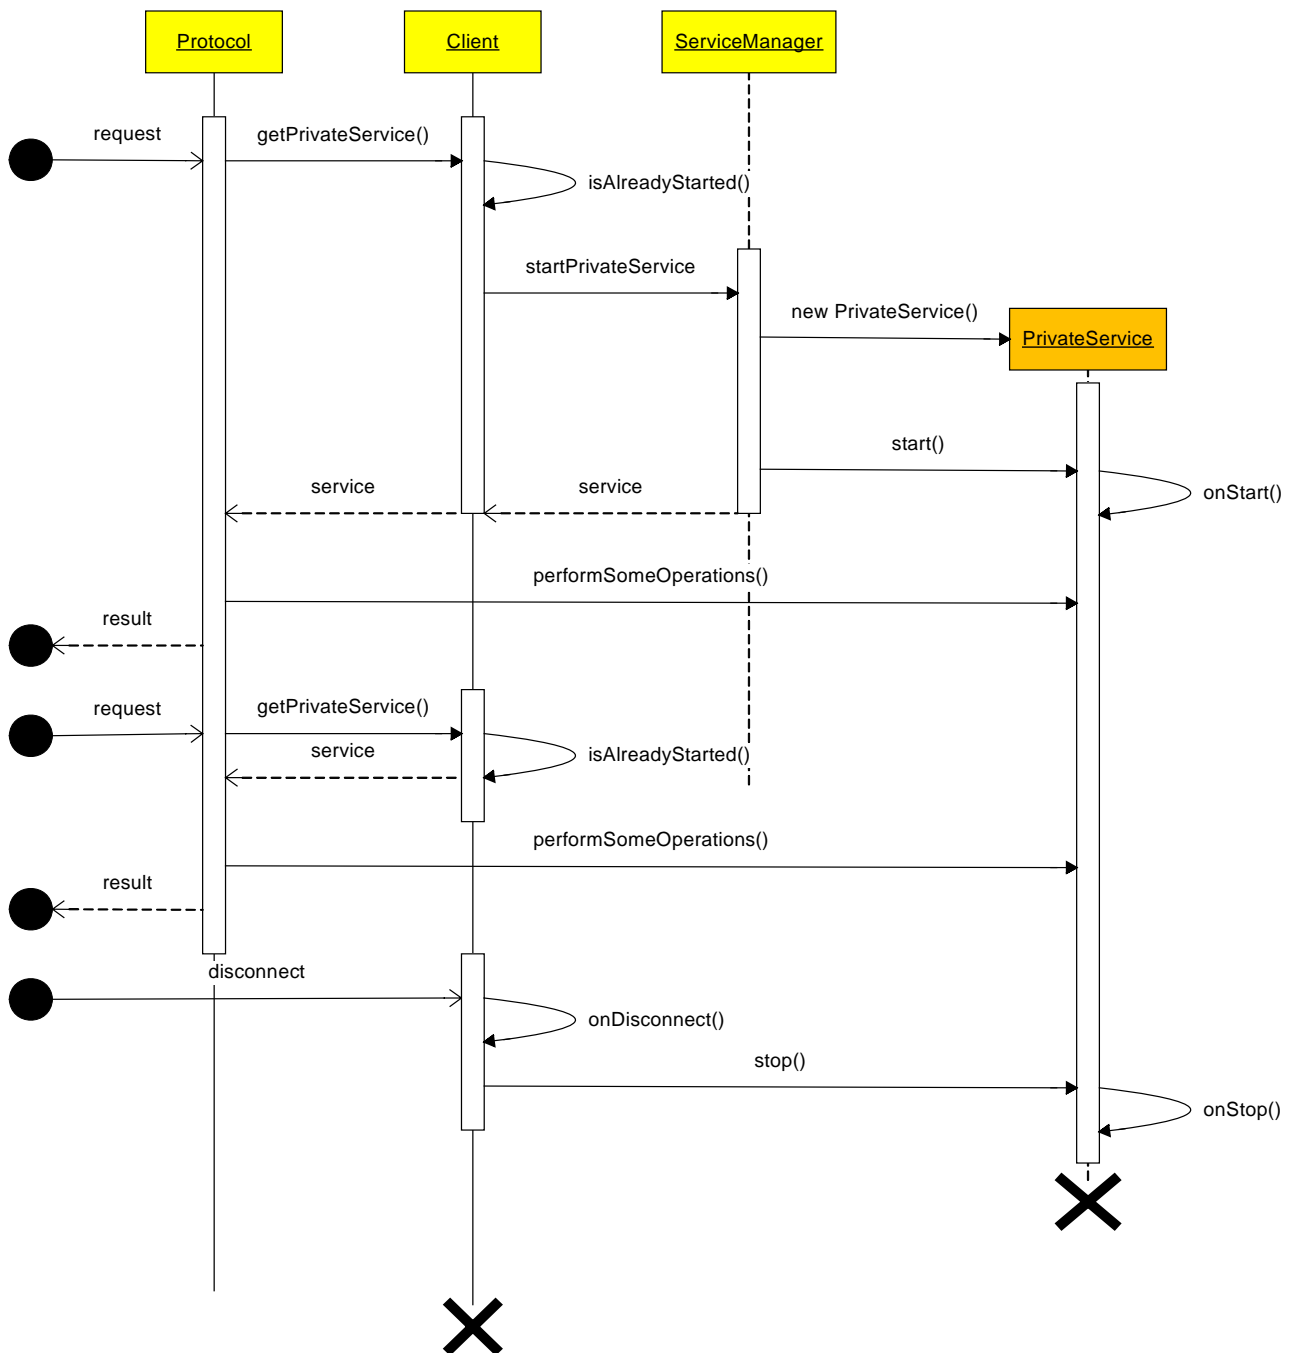 Protocol
Client
ServiceManager
request
getPrivateService()
isAlreadyStarted()
startPrivateService
new PrivateService()
PrivateService
start()
service
service
onStart()
performSomeOperations()
result
request
getPrivateService()
service
isAlreadyStarted()
performSomeOperations()
result
disconnect
onDisconnect()
stop()
onStop()